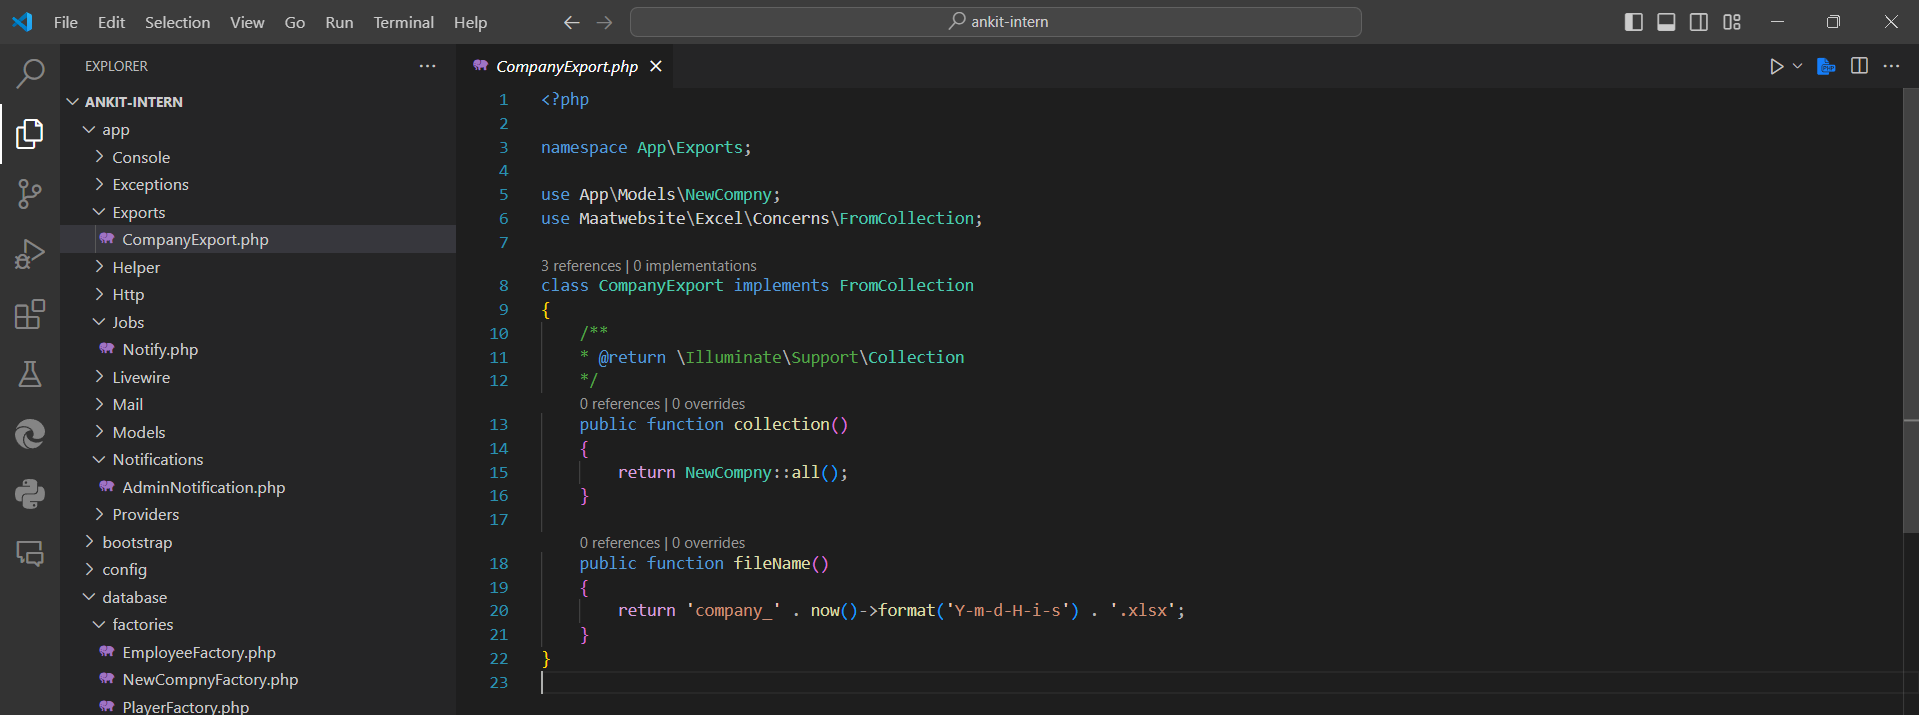 File Edit Selection View Go Run Terminal Help
ankit-intern
EXPLORER
ANKIT-INTERN
app
Console
Exceptions
Exports
CompanyExport.php
Helper
Http
Jobs
Notify.php
Livewire
Mail
Models
Notifications
AdminNotification.php
Providers
bootstrap
config
database
factories
EmployeeFactory.php
NewCompnyFactory.php
PlayerFactory.php
CompanyExport.php
1 <?php
2
3 namespace App\Exports;
4
5 use App\Models\NewCompny;
6 use Maatwebsite\Excel\Concerns\FromCollection;
7
3 references | 0 implementations
8 class CompanyExport implements FromCollection
9 {
10 /**
11 * @return \Illuminate\Support\Collection
12 */
0 references | 0 overrides
13 public function collection()
14 {
15 return NewCompny::all();
16 }
17
0 references | 0 overrides
18 public function fileName()
19 {
20 return 'company_' . now()->format('Y-m-d-H-i-s') . '.xlsx';
21 }
22 }
23